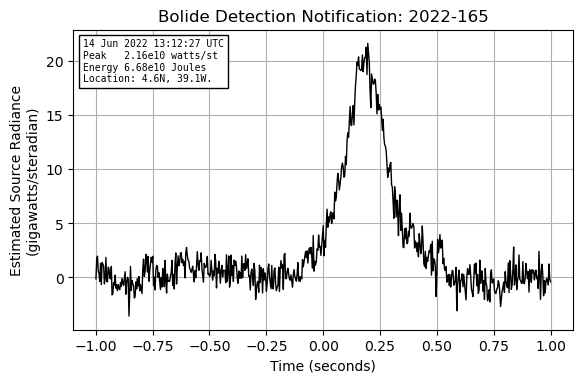 Bolide Detection Notification: 2022-165
14 Jun 2022 13:12:27 UTC
Peak   2.16e10 watts/st
Energy 6.68e10 Joules
Location: 4.6N, 39.1W.
Estimated Source Radiance
(gigawatts/steradian)
20
15
10
5
0
−1.00 −0.75 −0.50 −0.25 0.00 0.25 0.50 0.75 1.00
Time (seconds)